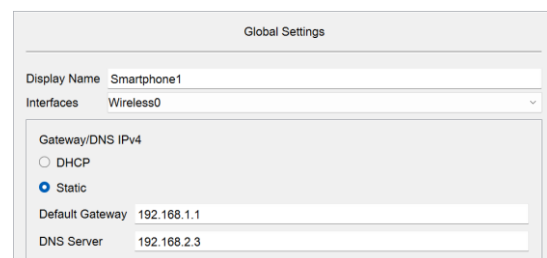 Global Settings
Display Name Smartphone1
Interfaces Wireless0
Gateway/DNS IPv4
DHCP
Static
Default Gateway 192.168.1.1
DNS Server 192.168.2.3